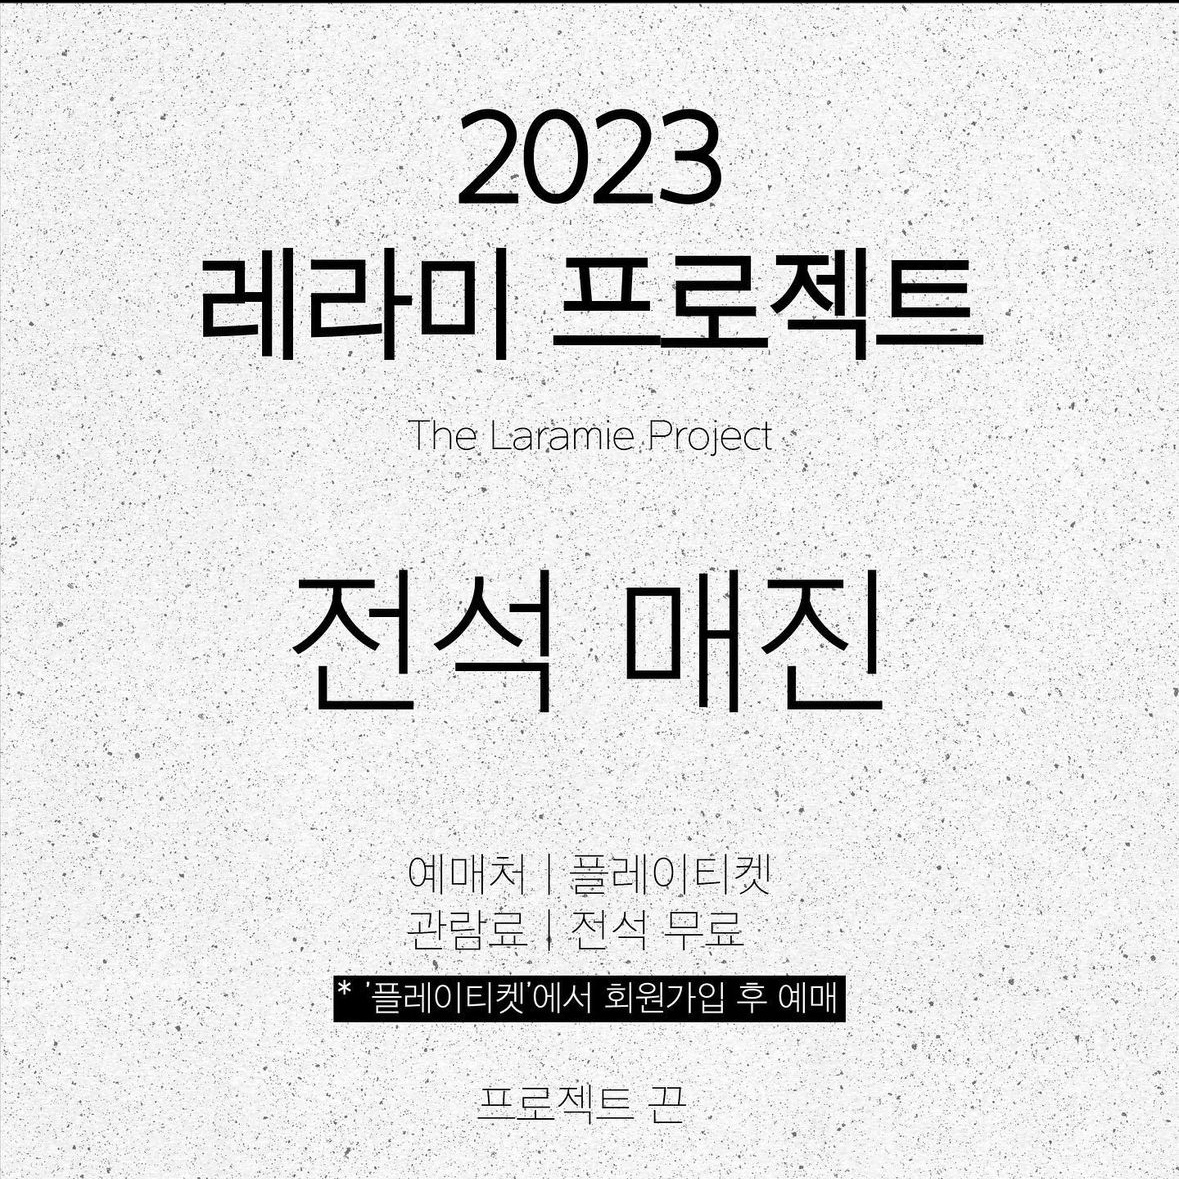 2023
레라미 프로젝트
The Laramie Project
전석 매진
예매처 | 플레이티켓
관람료 | 전석 무료
* '플레이티켓'에서 회원가입 후 예매
프로젝트 끈